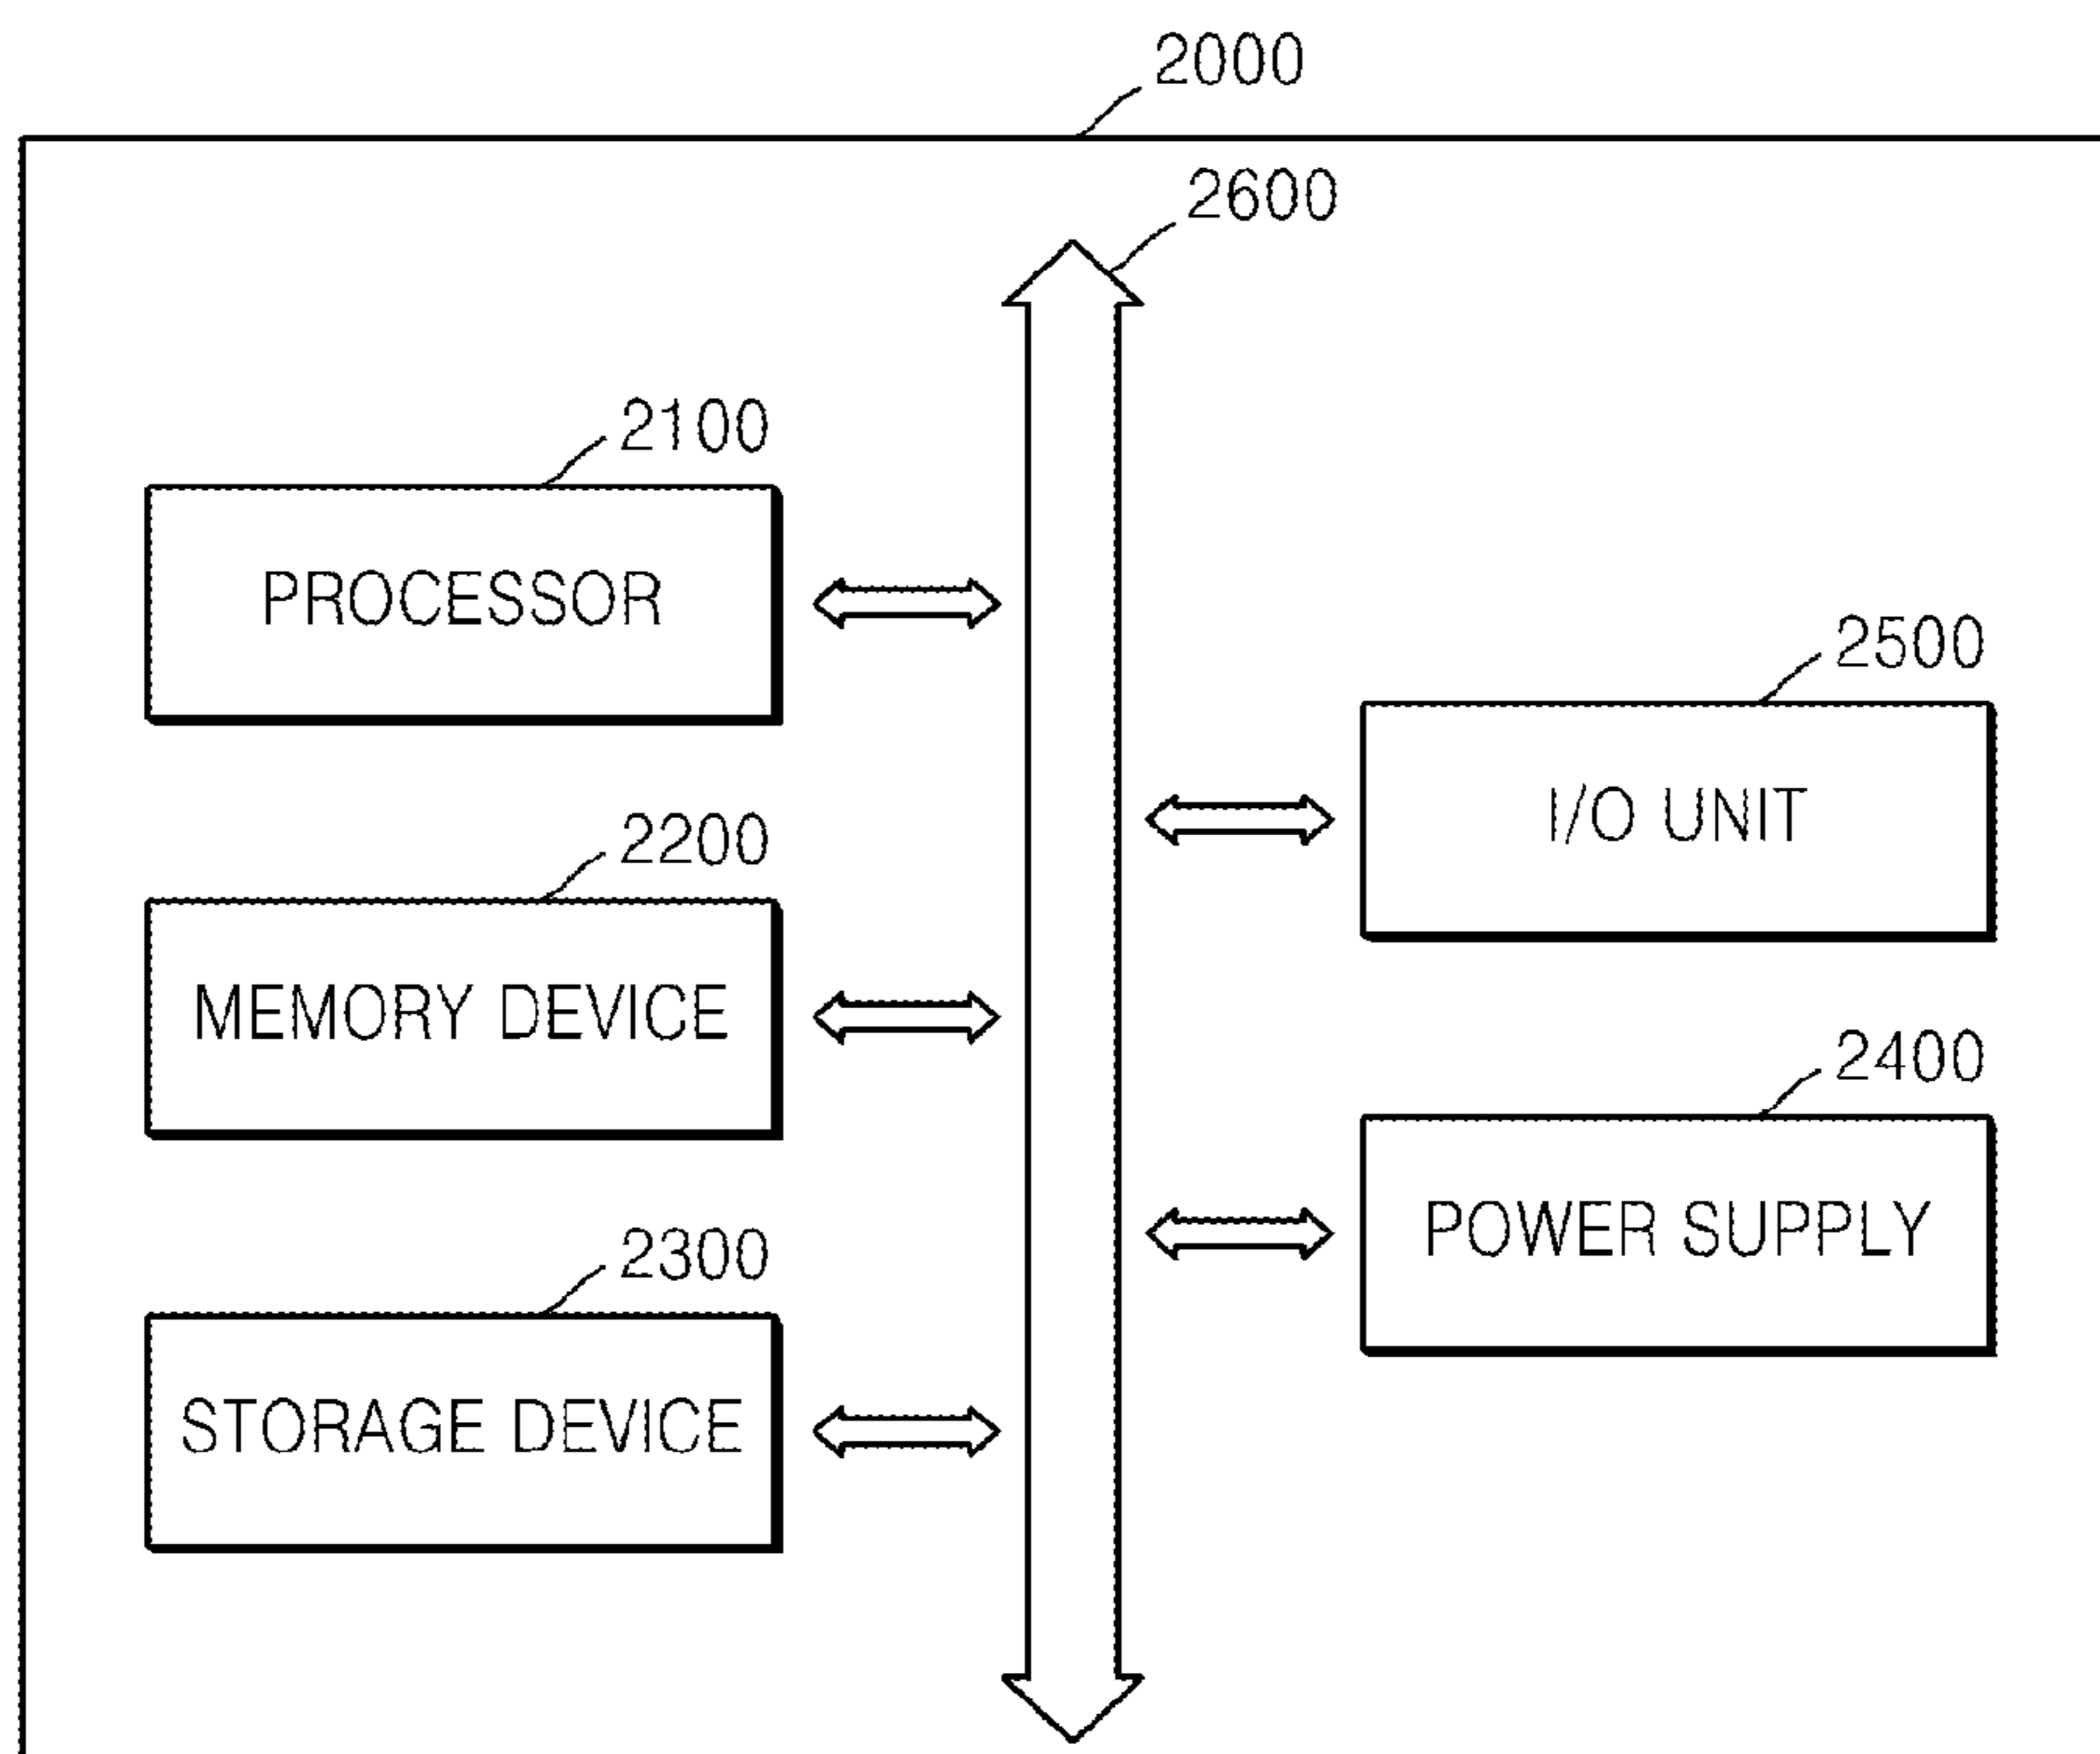 2000
2600
2100
PROCESSOR
2500
I/O UNIT
2200
MEMORY DEVICE
2400
POWER SUPPLY
2300
STORAGE DEVICE